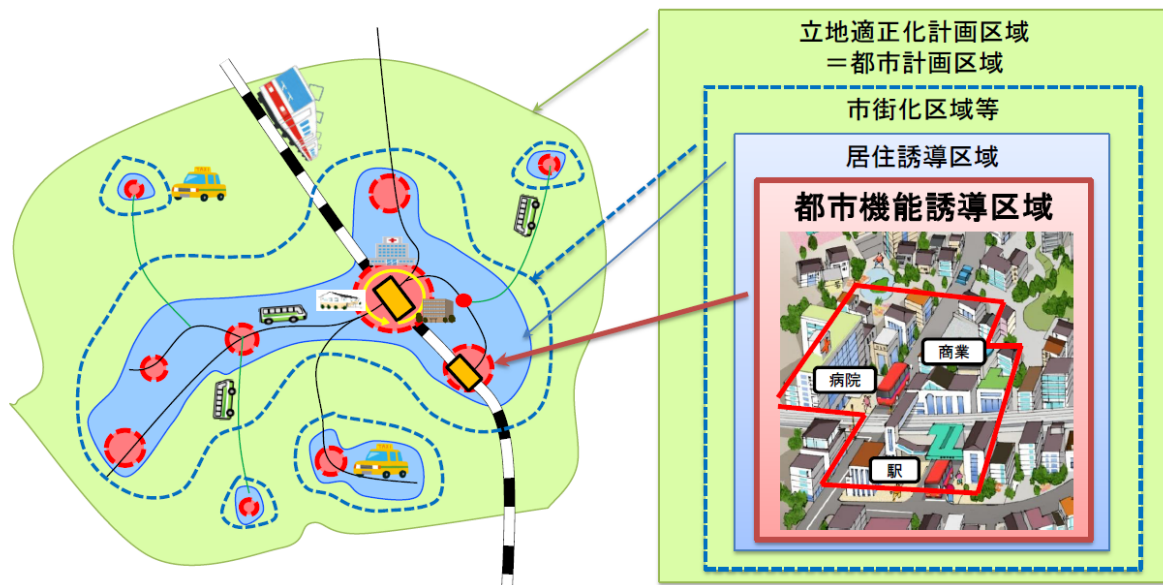 立地適正化計画区域
＝都市計画区域
市街化区域等
居住誘導区域
都市機能誘導区域
商業
病院
駅
TAXI
TAXI